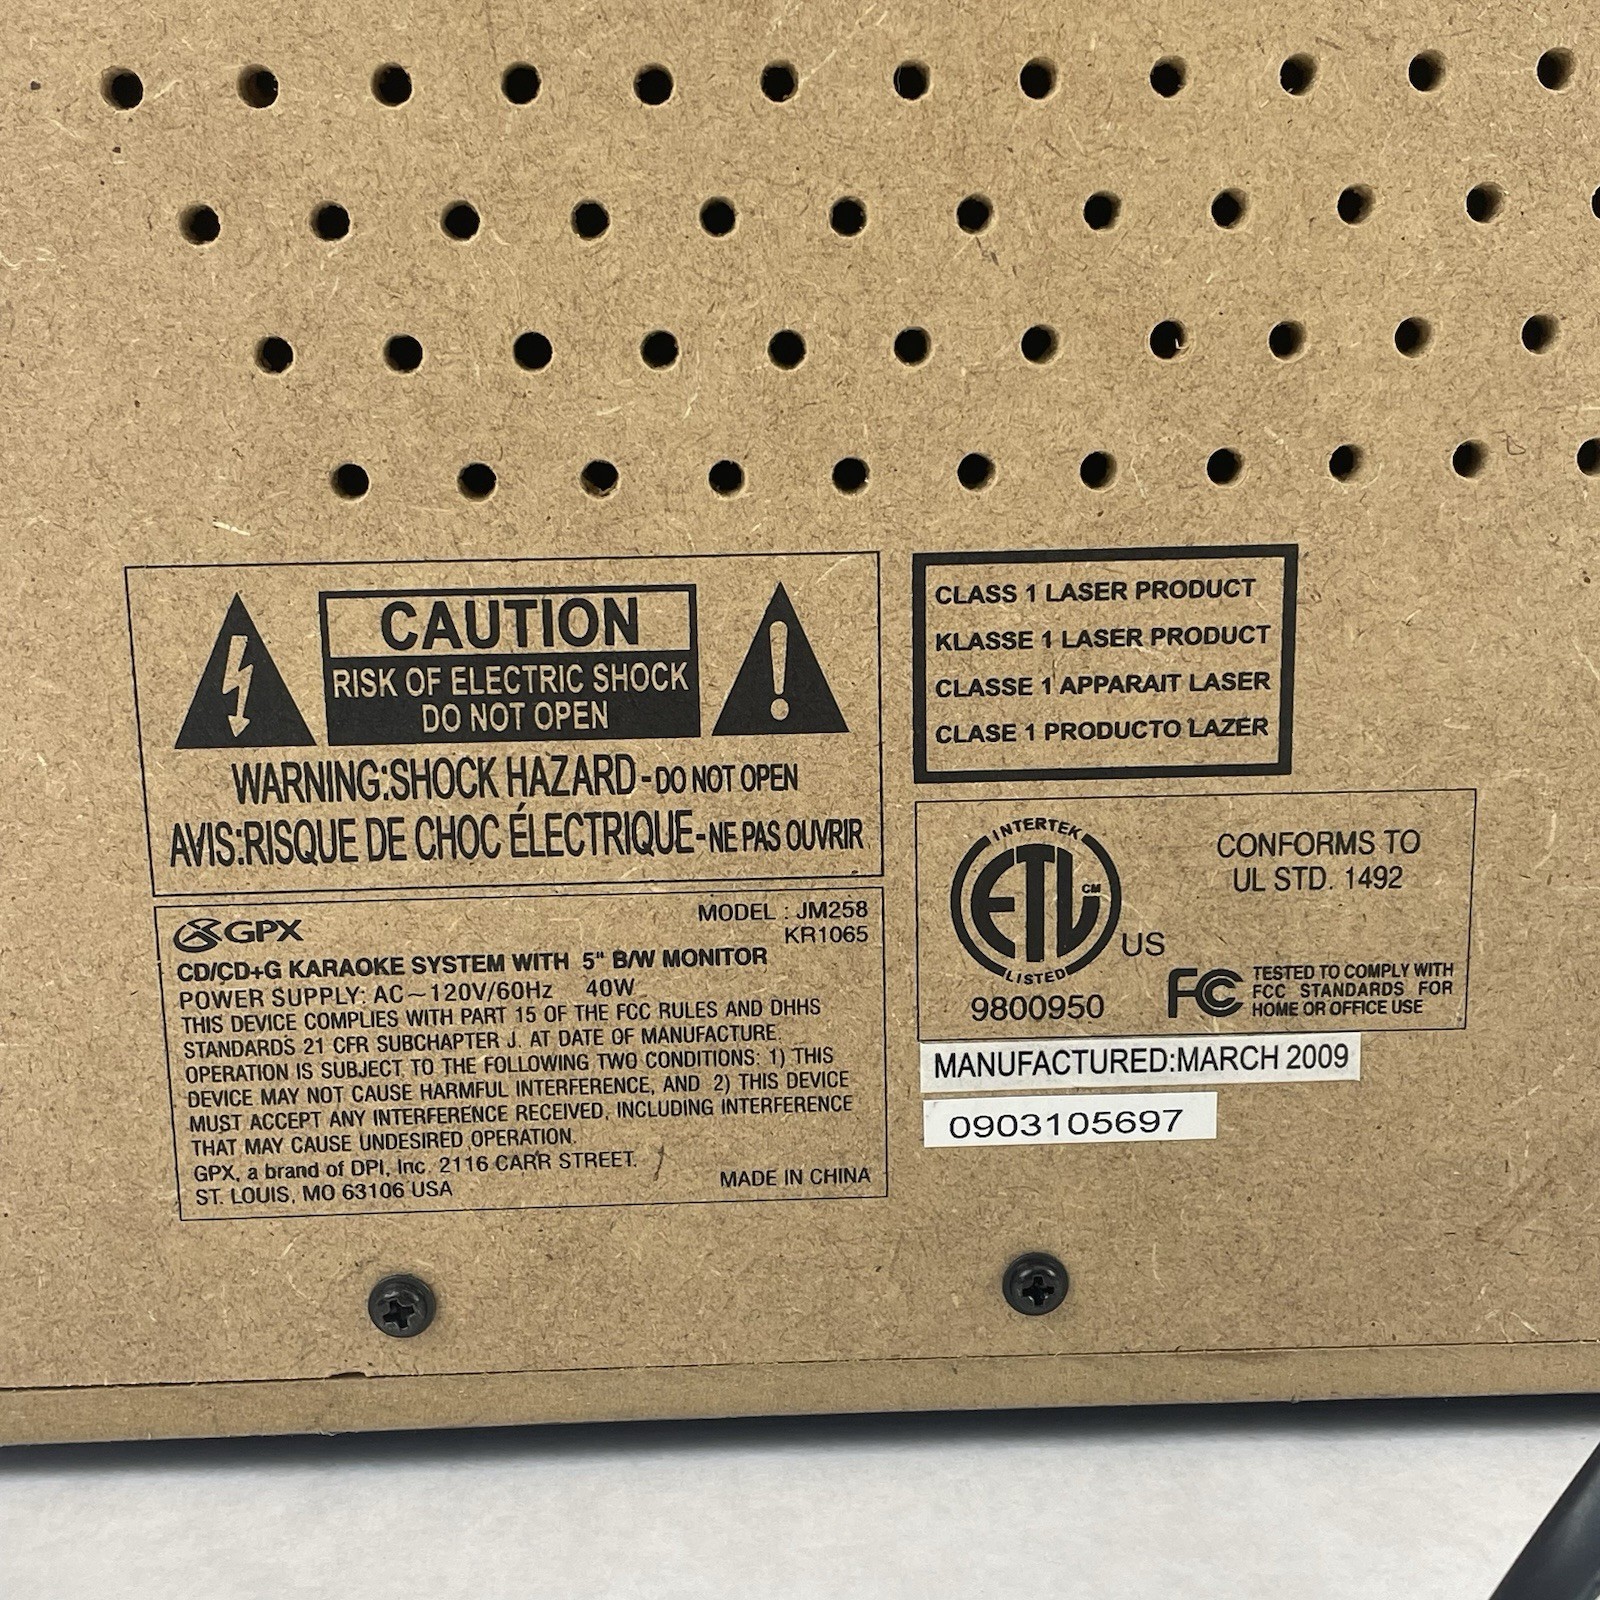 CAUTION
RISK OF ELECTRIC SHOCK
DO NOT OPEN
WARNING:SHOCK HAZARD-DO NOT OPEN
AVIS:RISQUE DE CHOC ÉLECTRIQUE-NE PAS OUVRIR
GPX
MODEL : JM258
KR1065
CD/CD+G KARAOKE SYSTEM WITH 5" B/W MONITOR
POWER SUPPLY: AC~120V/60Hz 40W
THIS DEVICE COMPLIES WITH PART 15 OF THE FCC RULES AND DHHS
STANDARDS 21 CFR SUBCHAPTER J. AT DATE OF MANUFACTURE.
OPERATION IS SUBJECT TO THE FOLLOWING TWO CONDITIONS: 1) THIS
DEVICE MAY NOT CAUSE HARMFUL INTERFERENCE, AND 2) THIS DEVICE
MUST ACCEPT ANY INTERFERENCE RECEIVED, INCLUDING INTERFERENCE
THAT MAY CAUSE UNDESIRED OPERATION.
GPX, a brand of DPI, Inc. 2116 CARR STREET.
ST. LOUIS, MO 63106 USA
MADE IN CHINA
CLASS 1 LASER PRODUCT
KLASSE 1 LASER PRODUCT
CLASSE 1 APPARAIT LASER
CLASE 1 PRODUCTO LAZER
INTERTEK
ETL CM
LISTED
US
9800950
CONFORMS TO
UL STD. 1492
FC
TESTED TO COMPLY WITH
FCC STANDARDS FOR
HOME OR OFFICE USE
MANUFACTURED:MARCH 2009
0903105697